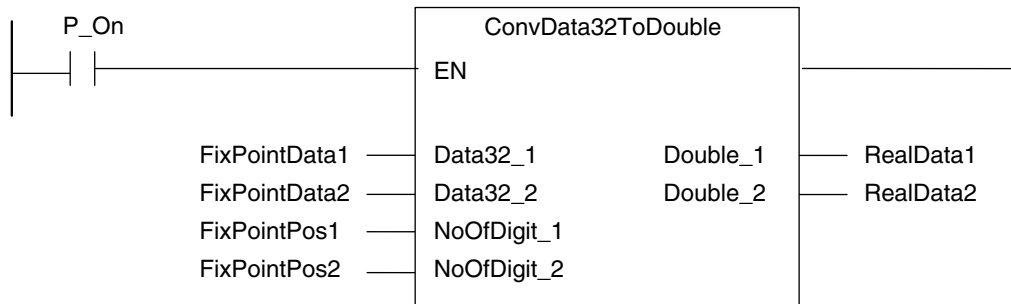 P_On
ConvData32ToDouble
EN
FixPointData1 Data32_1 Double_1 RealData1
FixPointData2 Data32_2 Double_2 RealData2
FixPointPos1 NoOfDigit_1
FixPointPos2 NoOfDigit_2